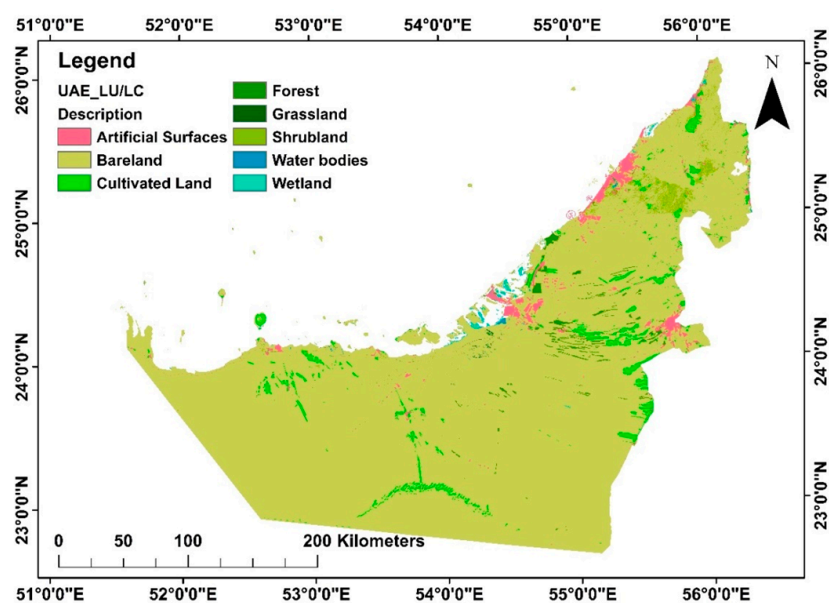 51°0'0"E 52°0'0"E 53°0'0"E 54°0'0"E 55°0'0"E 56°0'0"E
Legend
UAE_LU/LC
Description
Artificial Surfaces
Bareland
Cultivated Land
Forest
Grassland
Shrubland
Water bodies
Wetland
N
26°0'0"N
25°0'0"N
24°0'0"N
23°0'0"N
26°0'0"N
25°0'0"N
24°0'0"N
23°0'0"N
0 50 100 200 Kilometers
51°0'0"E 52°0'0"E 53°0'0"E 54°0'0"E 55°0'0"E 56°0'0"E